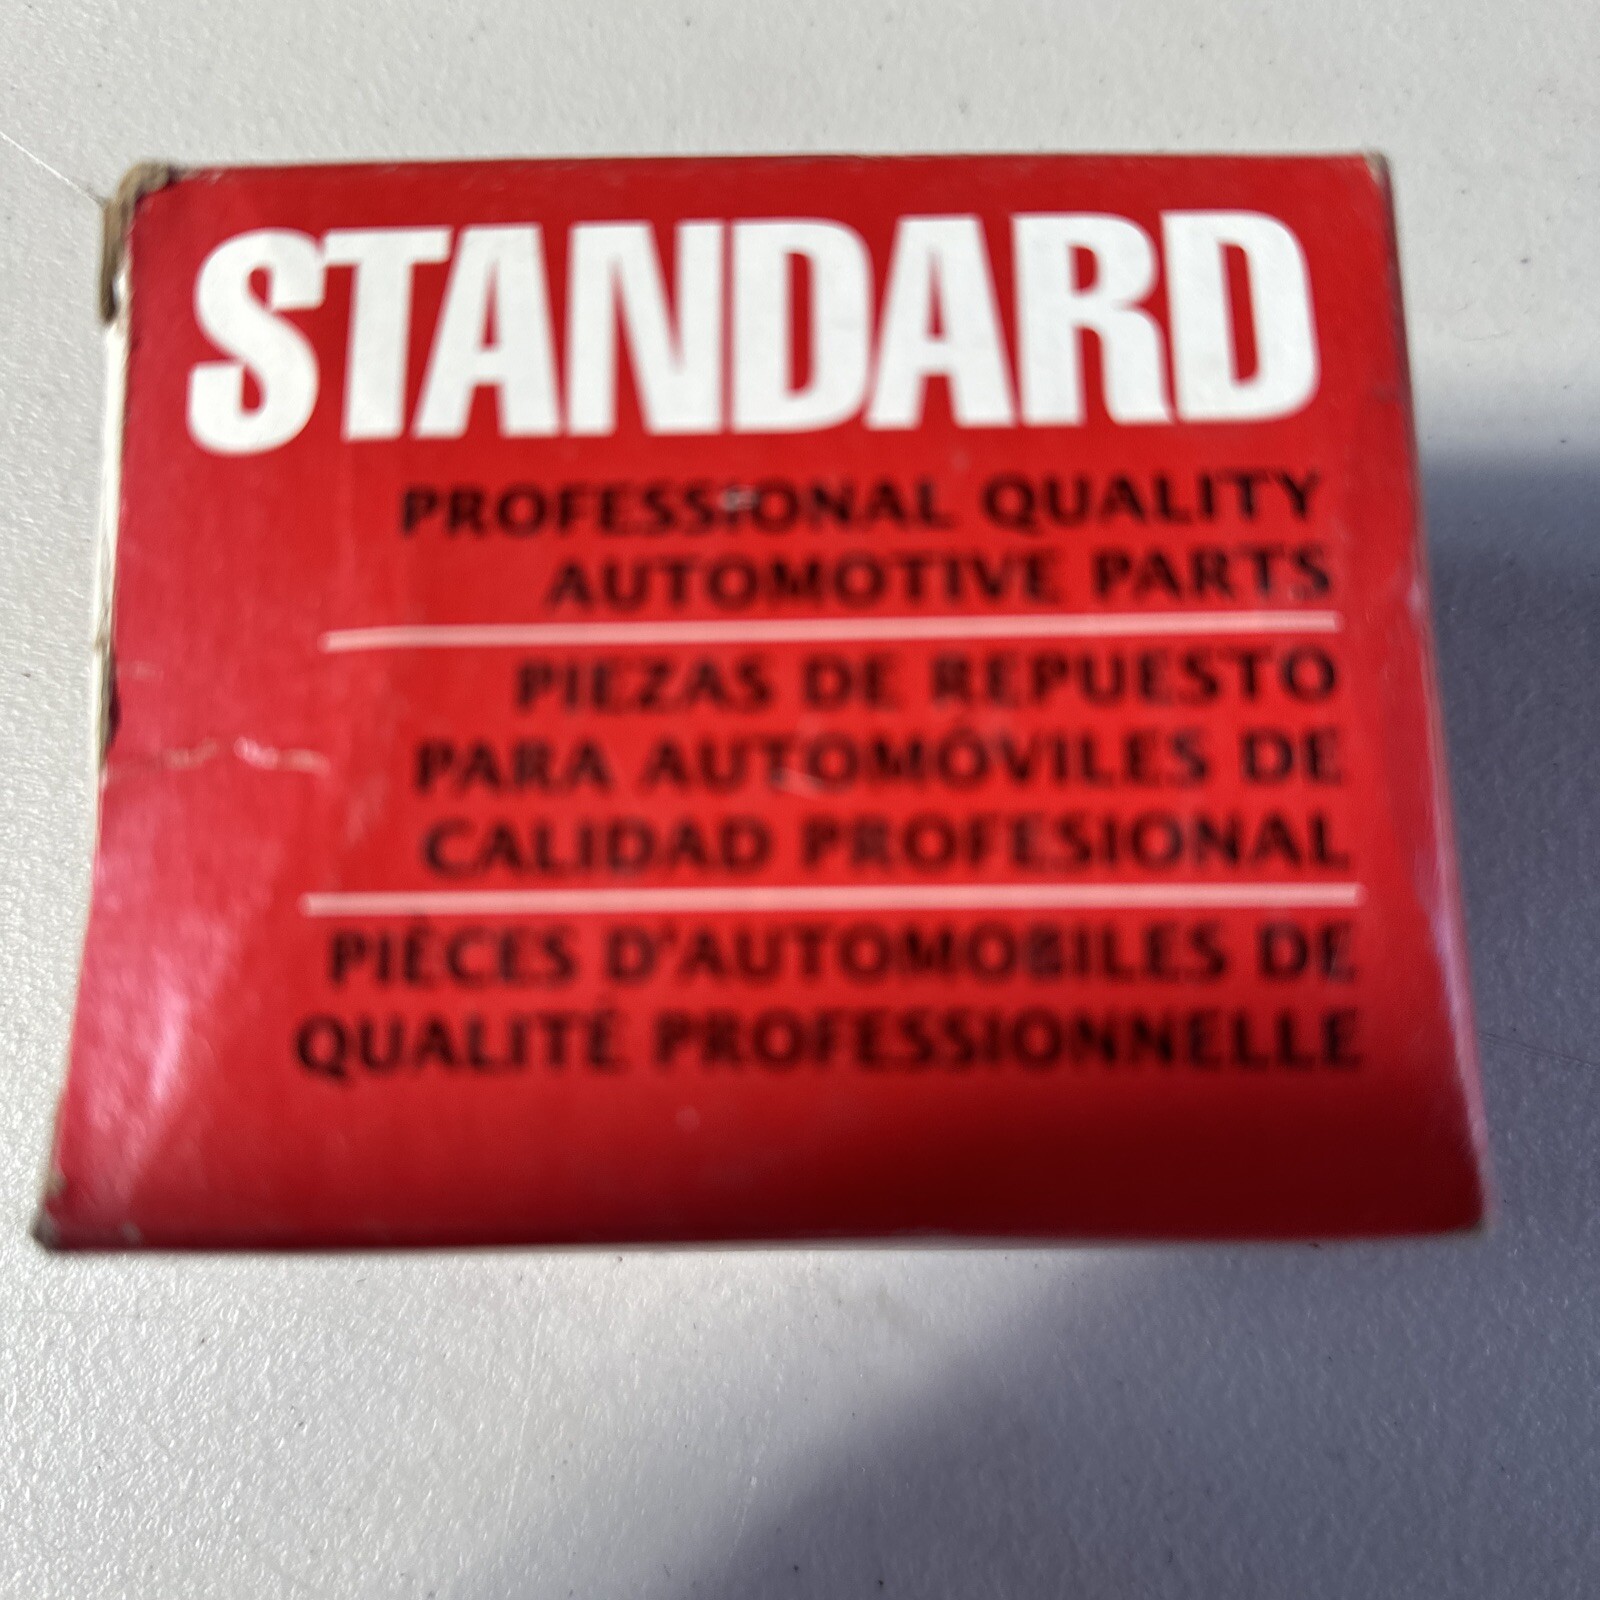 STANDARD
PROFESSIONAL QUALITY
AUTOMOTIVE PARTS
PIEZAS DE REPUESTO
PARA AUTOMÓVILES DE
CALIDAD PROFESIONAL
PIÈCES D'AUTOMOBILES DE
QUALITÉ PROFESSIONNELLE